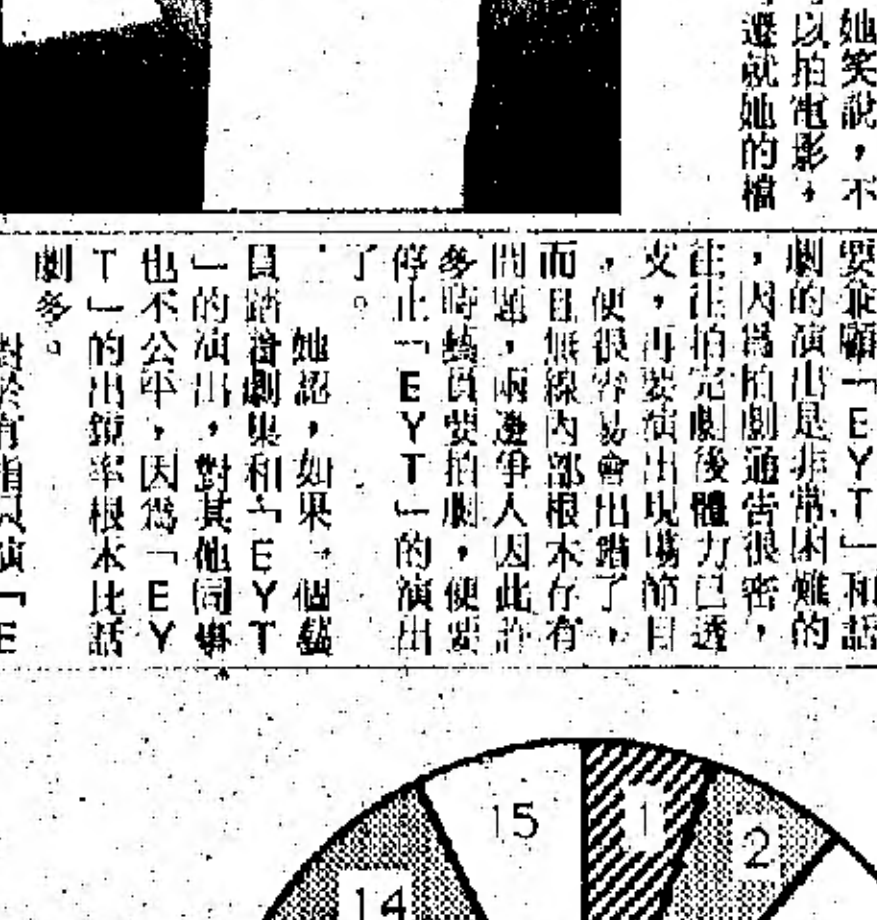 她笑說，不
以拍電影，
遷就她的檔
要兼顧「EYT」和話
劇的演出是非常困難的
，因爲拍劇通告很密，
往往拍完劇後體力已透
支，再要演出現場節目
，便很容易會出錯了，
而且無線內部根本存有
問題，兩邊爭人因此許
多時藝員要拍劇，便要
停止「EYT」的演出
了。
她認，如果一個藝
員踏著劇集和「EYT
」的演出，對其他同事
也不公平，因爲「EY
T」的出鏡率根本比話
劇多。
對於有指只演「E
15
1
2
14